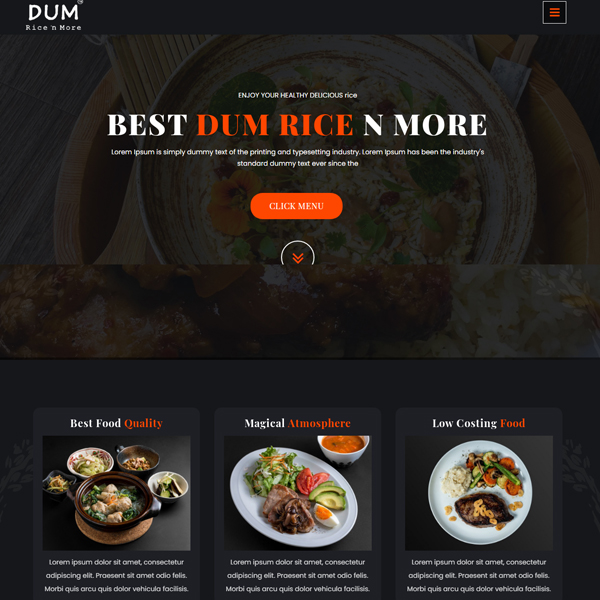 DUM
Rice 'n More
ENJOY YOUR HEALTHY DELICIOUS rice
BEST DUM RICE N MORE
Lorem Ipsum is simply dummy text of the printing and typesetting industry. Lorem Ipsum has been the industry's
standard dummy text ever since the
CLICK MENU
Best Food Quality
Magical Atmosphere
Low Costing Food
Lorem ipsum dolor sit amet, consectetur
adipiscing elit. Praesent sit amet odio felis.
Morbi quis arcu quis dolor vehicula facilisis.
Lorem ipsum dolor sit amet, consectetur
adipiscing elit. Praesent sit amet odio felis.
Morbi quis arcu quis dolor vehicula facilisis.
Lorem ipsum dolor sit amet, consectetur
adipiscing elit. Praesent sit amet odio felis.
Morbi quis arcu quis dolor vehicula facilisis.